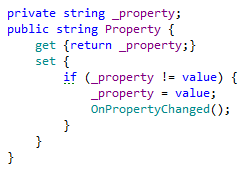 private string _property;
public string Property {
    get {return _property;}
    set {
        if (_property != value) {
            _property = value;
            OnPropertyChanged();
        }
    }
}